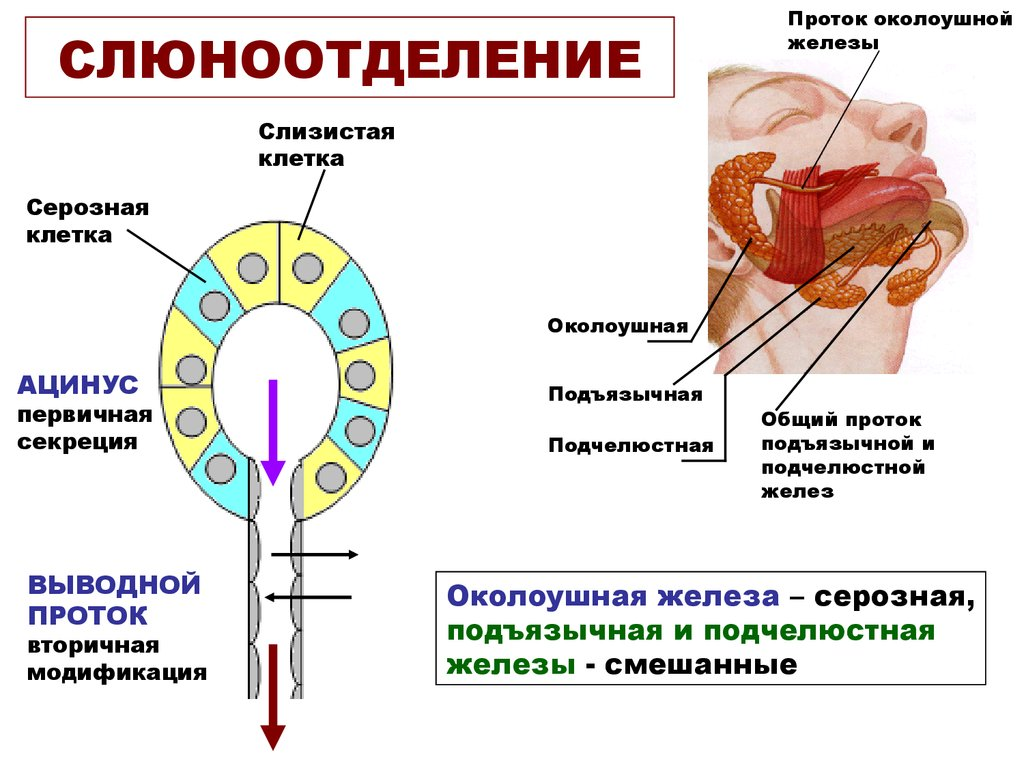 СЛЮНООТДЕЛЕНИЕ
Проток околоушной
железы
Слизистая
клетка
Серозная
клетка
Околоушная
АЦИНУС
первичная
секреция
Подъязычная
Подчелюстная
Общий проток
подъязычной и
подчелюстной
желез
ВЫВОДНОЙ
ПРОТОК
вторичная
модификация
Околоушная железа – серозная,
подъязычная и подчелюстная
железы - смешанные